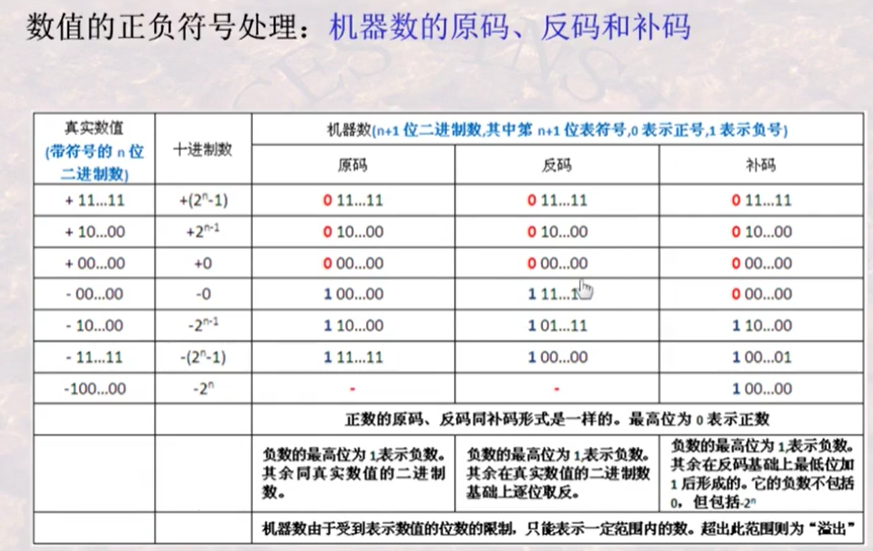 数值的正负符号处理：机器数的原码、反码和补码
真实数值
(带符号的 n 位
二进制数)
十进制数
机器数(n+1 位二进制数,其中第 n+1 位表符号,0 表示正号,1 表示负号)
原码 反码 补码
+ 11...11 +(2ⁿ-1) 0 11...11 0 11...11 0 11...11
+ 10...00 +2ⁿ⁻¹ 0 10...00 0 10...00 0 10...00
+ 00...00 +0 0 00...00 0 00...00 0 00...00
- 00...00 -0 1 00...00 1 11...1 0 00...00
- 10...00 -2ⁿ⁻¹ 1 10...00 1 01...11 1 10...00
- 11...11 -(2ⁿ-1) 1 11...11 1 00...00 1 00...01
-100...00 -2ⁿ - - 1 00...00
正数的原码、反码同补码形式是一样的。最高位为 0 表示正数
负数的最高位为 1,表示负数。
其余同真实数值的二进制
数。
负数的最高位为 1,表示负数。
其余在真实数值的二进制数
基础上逐位取反。
负数的最高位为 1,表示负数。
其余在反码基础上最低位加
1 后形成的。它的负数不包括
0，但包括-2ⁿ
机器数由于受到表示数值的位数的限制，只能表示一定范围内的数。超出此范围则为“溢出”